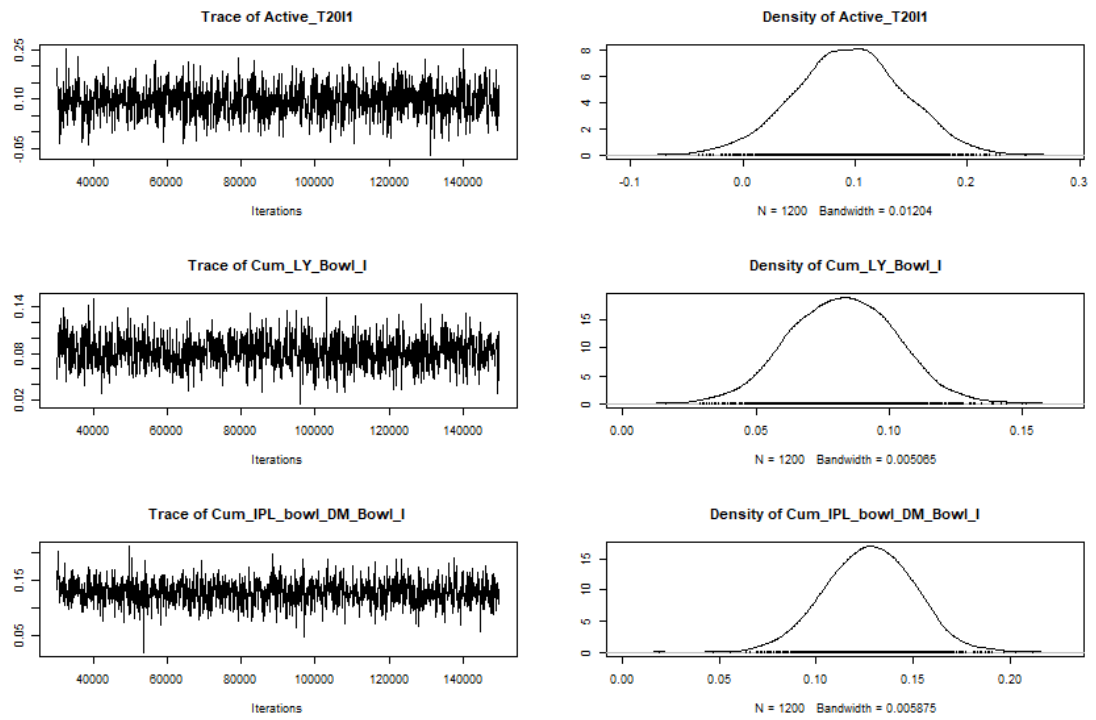 Trace of Active_T20I1
0.25
0.10
-0.05
40000 60000 80000 100000 120000 140000
Iterations
Density of Active_T20I1
8
6
4
2
0
-0.1 0.0 0.1 0.2 0.3
N = 1200 Bandwidth = 0.01204
Trace of Cum_LY_Bowl_I
0.14
0.08
0.02
40000 60000 80000 100000 120000 140000
Iterations
Density of Cum_LY_Bowl_I
15
10
5
0
0.00 0.05 0.10 0.15
N = 1200 Bandwidth = 0.005065
Trace of Cum_IPL_bowl_DM_Bowl_I
0.15
0.05
40000 60000 80000 100000 120000 140000
Iterations
Density of Cum_IPL_bowl_DM_Bowl_I
15
10
5
0
0.00 0.05 0.10 0.15 0.20
N = 1200 Bandwidth = 0.005875